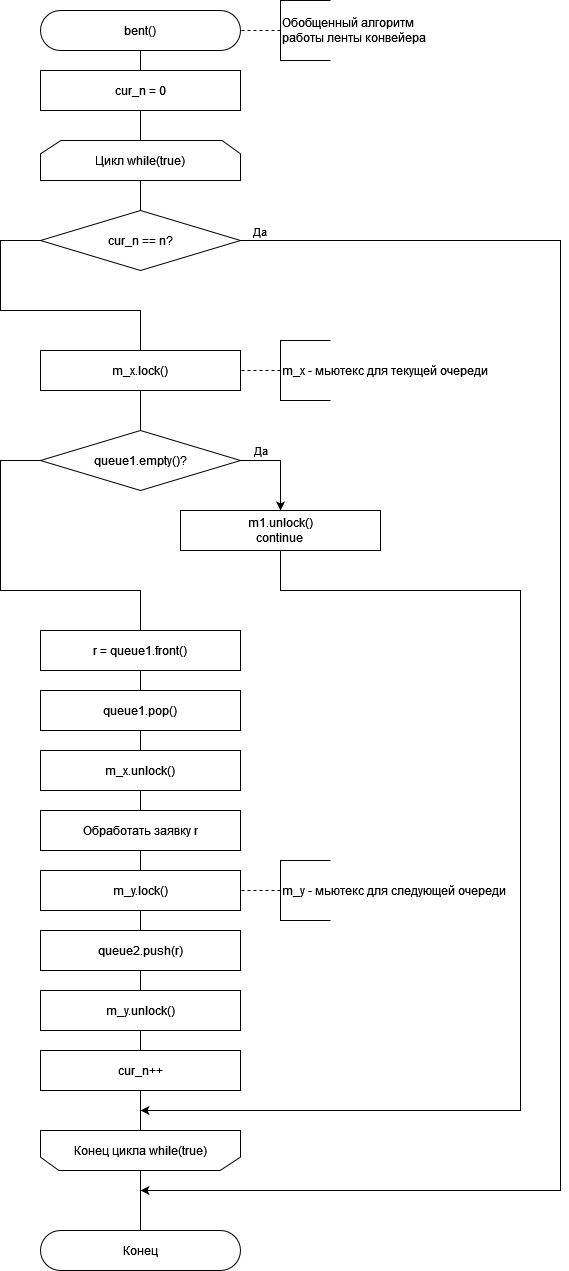 bent()
Обобщенный алгоритм
работы ленты конвейера
cur_n = 0
Цикл while(true)
cur_n == n?
Да
m_x.lock()
m_x - мьютекс для текущей очереди
queue1.empty()?
Да
m1.unlock()
continue
r = queue1.front()
queue1.pop()
m_x.unlock()
Обработать заявку r
m_y.lock()
m_y - мьютекс для следующей очереди
queue2.push(r)
m_y.unlock()
cur_n++
Конец цикла while(true)
Конец